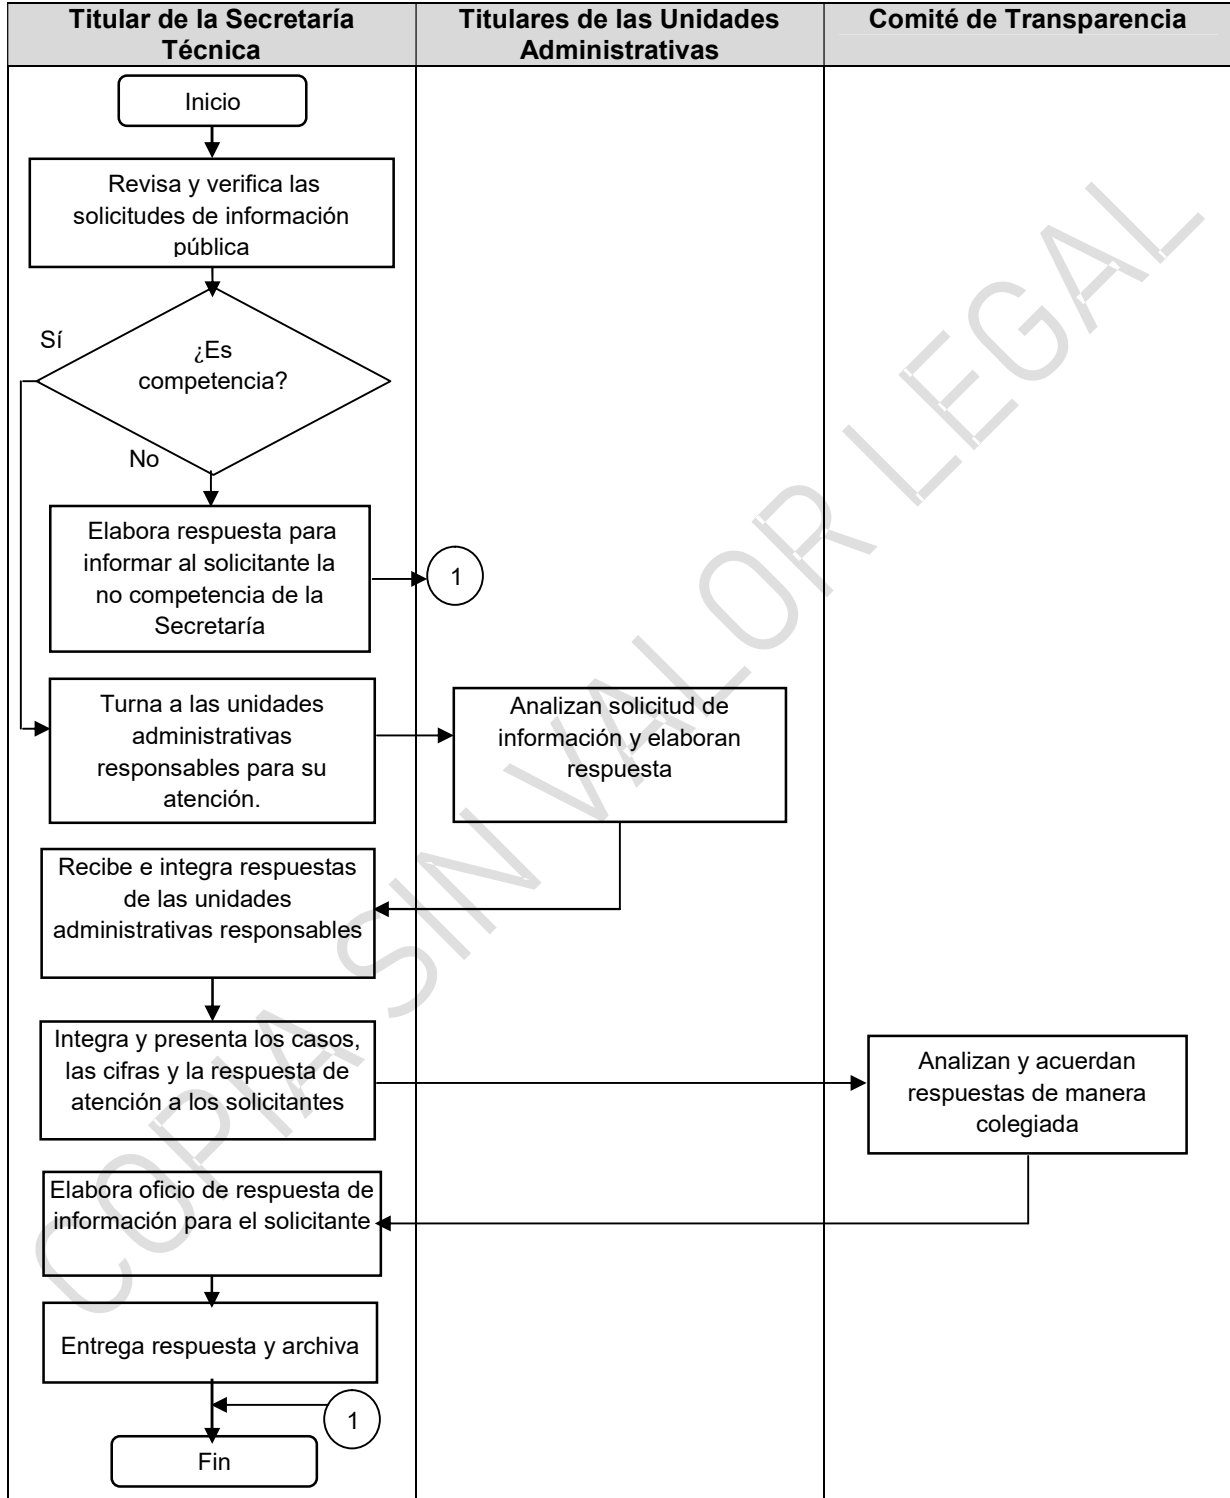 Titular de la Secretaría
Técnica
Titulares de las Unidades
Administrativas
Comité de Transparencia
Inicio
Revisa y verifica las
solicitudes de información
pública
Sí
¿Es
competencia?
No
Elabora respuesta para
informar al solicitante la
no competencia de la
Secretaría
1
Turna a las unidades
administrativas
responsables para su
atención.
Analizan solicitud de
información y elaboran
respuesta
Recibe e integra respuestas
de las unidades
administrativas responsables
Integra y presenta los casos,
las cifras y la respuesta de
atención a los solicitantes
Analizan y acuerdan
respuestas de manera
colegiada
Elabora oficio de respuesta de
información para el solicitante
Entrega respuesta y archiva
1
Fin
COPIA SIN VALOR LEGAL